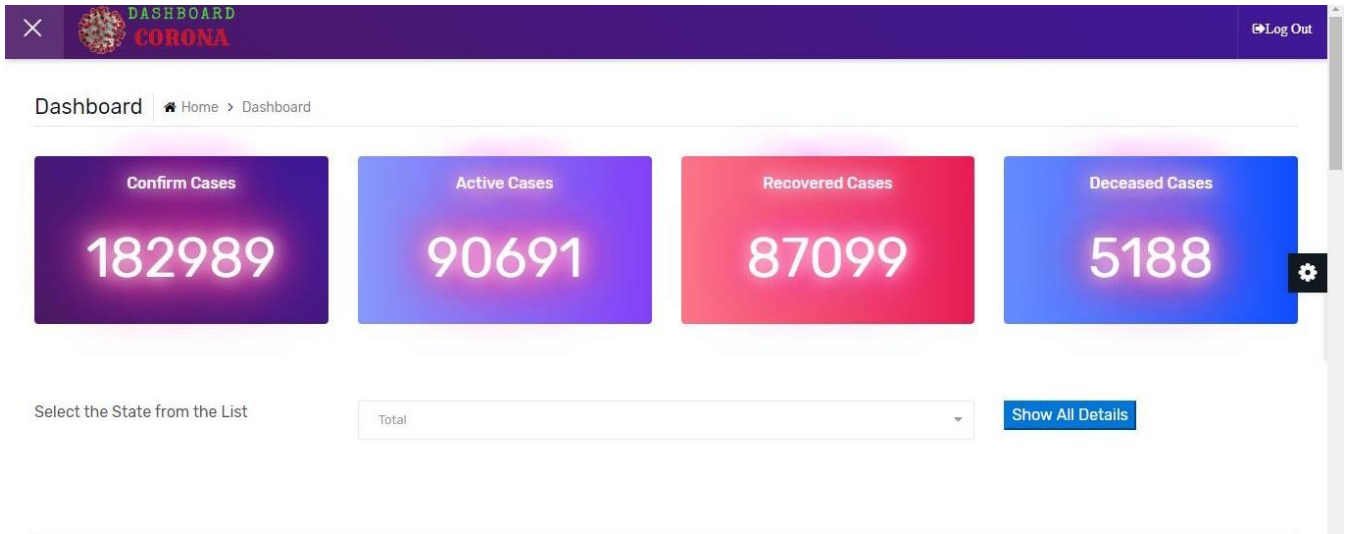 DASHBOARD
CORONA
Log Out
Dashboard Home > Dashboard
Confirm Cases
182989
Active Cases
90691
Recovered Cases
87099
Deceased Cases
5188
Select the State from the List
Total
Show All Details